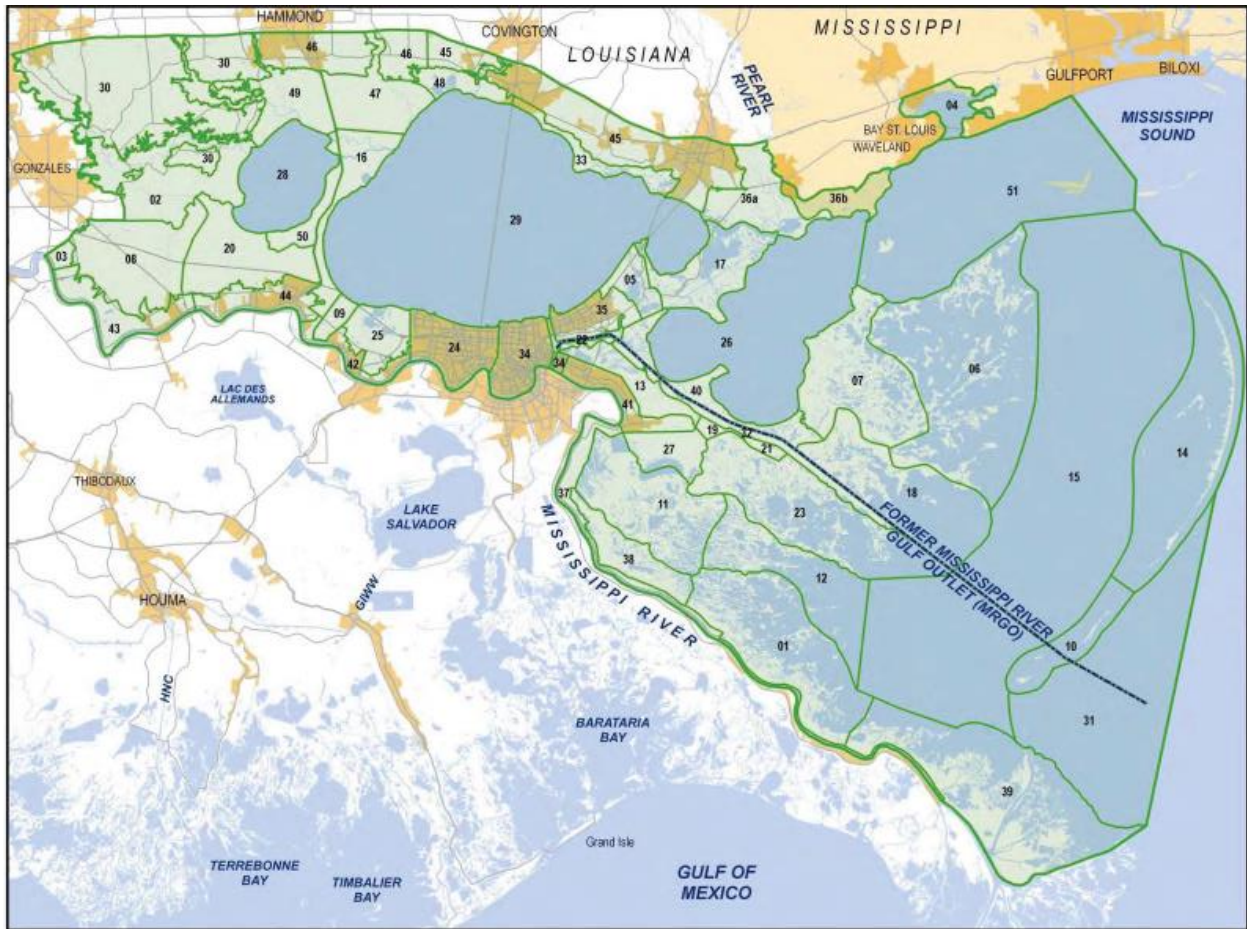 HAMMOND
COVINGTON
LOUISIANA
MISSISSIPPI
PEARL
RIVER
GULFPORT
BILOXI
MISSISSIPPI
SOUND
BAY ST. LOUIS
WAVELAND
GONZALES
30
30
46
46
45
48
49
47
45
04
30
16
33
28
02
36a
36b
51
29
50
20
17
03
08
05
44
35
43
09
25
22
24
34
34
26
42
07
06
13
40
41
19
32
21
LAC DES
ALLEMANDS
27
14
15
THIBODAUX
37
11
18
23
LAKE
SALVADOR
MISSISSIPPI RIVER
38
FORMER MISSISSIPPI RIVER
GULF OUTLET (MRGO)
12
HOUMA
GIWW
01
10
HNC
31
BARATARIA
BAY
39
Grand Isle
TERREBONNE
BAY
TIMBALIER
BAY
GULF OF
MEXICO